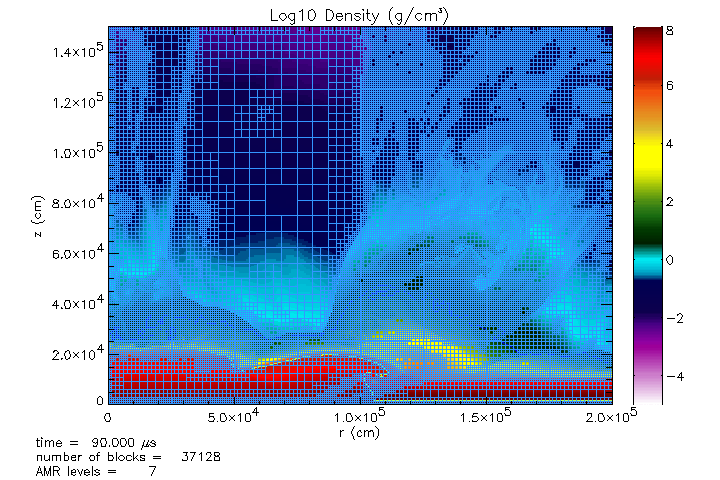 Log10 Density (g/cm³)
1.4×10⁵
1.2×10⁵
1.0×10⁵
8.0×10⁴
6.0×10⁴
4.0×10⁴
2.0×10⁴
0
z (cm)
0 5.0×10⁴ 1.0×10⁵ 1.5×10⁵ 2.0×10⁵
r (cm)
8
6
4
2
0
−2
−4
time = 90.000 μs
number of blocks = 37128
AMR levels = 7